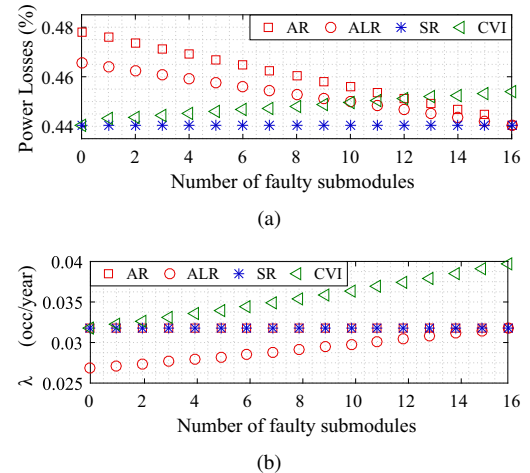 0.48
0.46
0.44
Power Losses (%)
AR ALR SR CVI
0 2 4 6 8 10 12 14 16
Number of faulty submodules
(a)
0.04
0.035
0.03
0.025
λ (occ/year)
AR ALR SR CVI
0 2 4 6 8 10 12 14 16
Number of faulty submodules
(b)